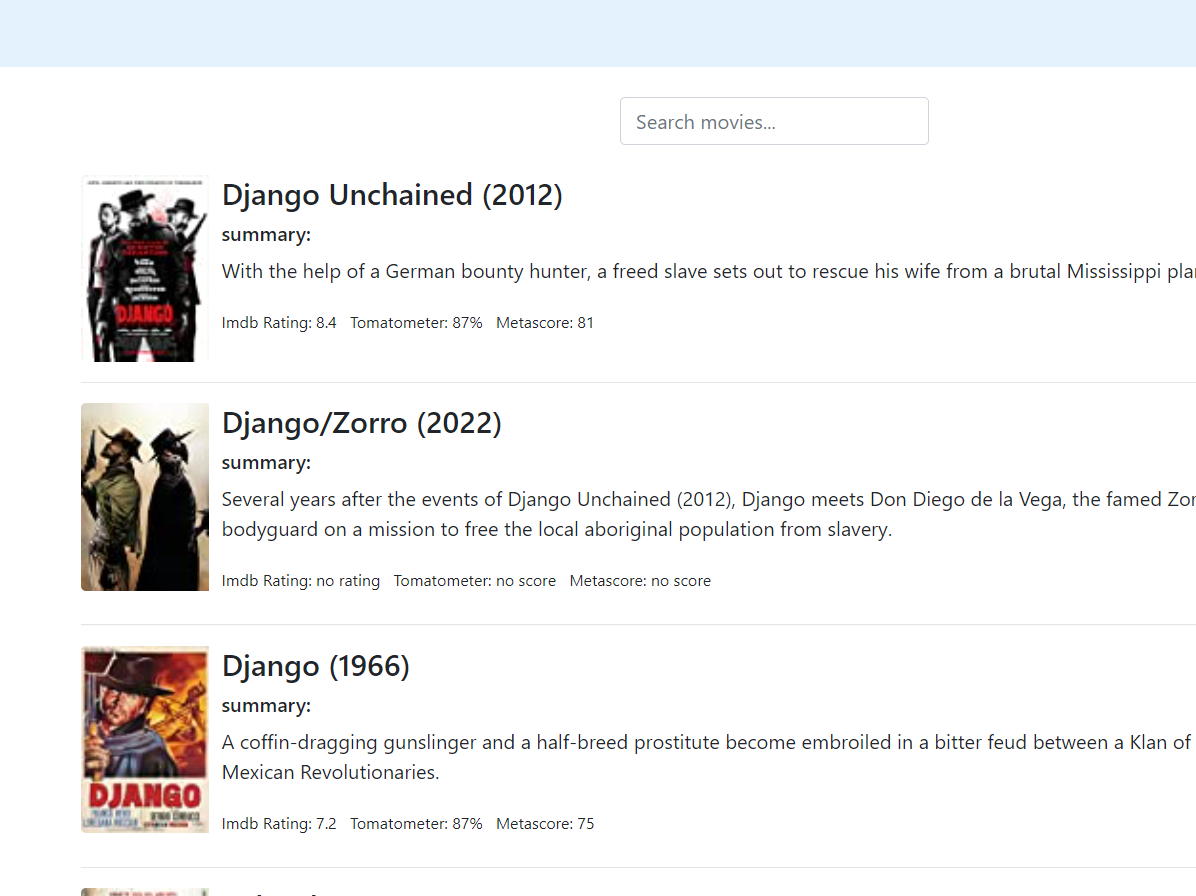 Search movies...
Django Unchained (2012)
summary:
With the help of a German bounty hunter, a freed slave sets out to rescue his wife from a brutal Mississippi
Imdb Rating: 8.4 Tomatometer: 87% Metascore: 81
DJANGO
Django/Zorro (2022)
summary:
Several years after the events of Django Unchained (2012), Django meets Don Diego de la Vega, the famed
bodyguard on a mission to free the local aboriginal population from slavery.
Imdb Rating: no rating Tomatometer: no score Metascore: no score
Django (1966)
summary:
A coffin-dragging gunslinger and a half-breed prostitute become embroiled in a bitter feud between a Klan of
Mexican Revolutionaries.
Imdb Rating: 7.2 Tomatometer: 87% Metascore: 75
DJANGO